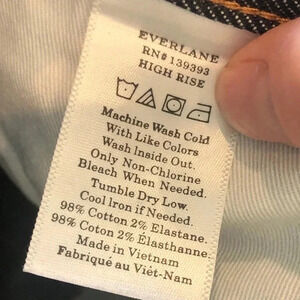 EVERLANE
RN# 139393
HIGH RISE
Machine Wash Cold
With Like Colors
Wash Inside Out.
Only Non-Chlorine
Bleach When Needed.
Tumble Dry Low.
Cool Iron if Needed.
98% Cotton 2% Elastane.
98% Cotton 2% Élasthanne.
Made in Vietnam
Fabriqué au Viêt-Nam